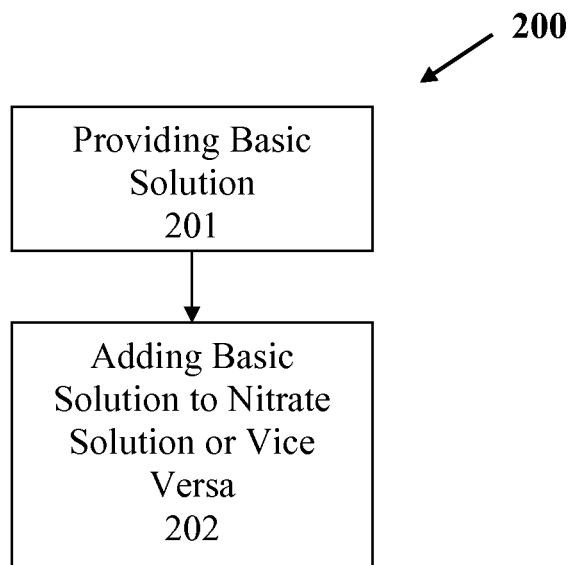 200
Providing Basic
Solution
201
Adding Basic
Solution to Nitrate
Solution or Vice
Versa
202